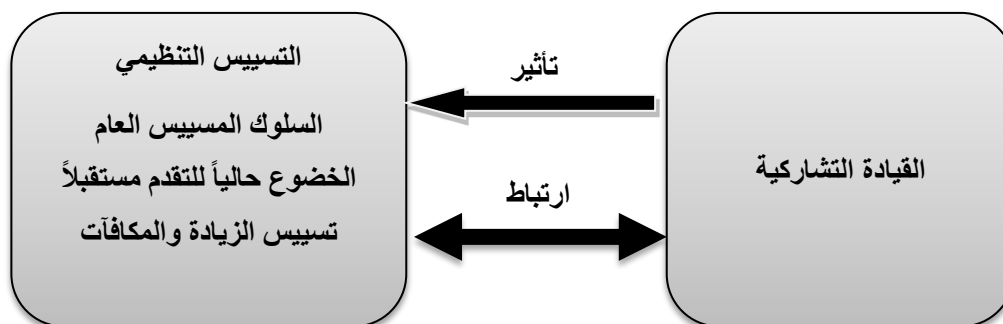 التسييس التنظيمي
السلوك المسييس العام
الخضوع حالياً للتقدم مستقبلاً
تسييس الزيادة والمكافآت
تأثير
ارتباط
القيادة التشاركية